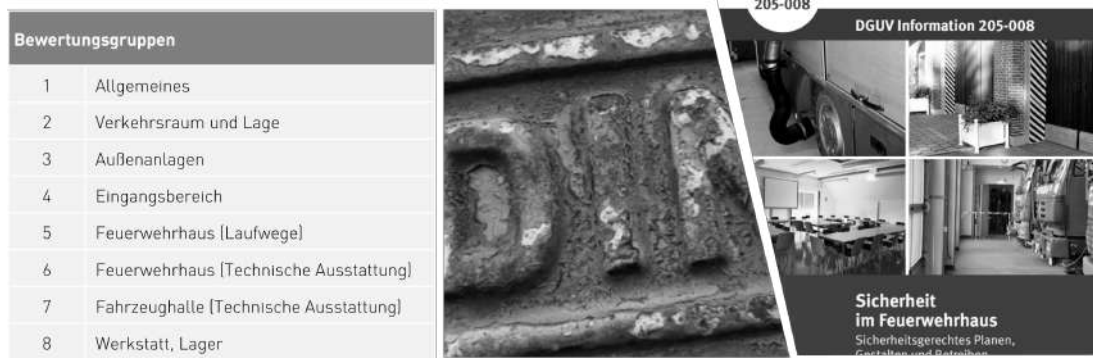 Bewertungsgruppen
1 Allgemeines
2 Verkehrsraum und Lage
3 Außenanlagen
4 Eingangsbereich
5 Feuerwehrhaus (Laufwege)
6 Feuerwehrhaus (Technische Ausstattung)
7 Fahrzeughalle (Technische Ausstattung)
8 Werkstatt, Lager
205-008
DGUV Information 205-008
Sicherheit
im Feuerwehrhaus
Sicherheitsgerechtes Planen,
Gestalten und Betreiben